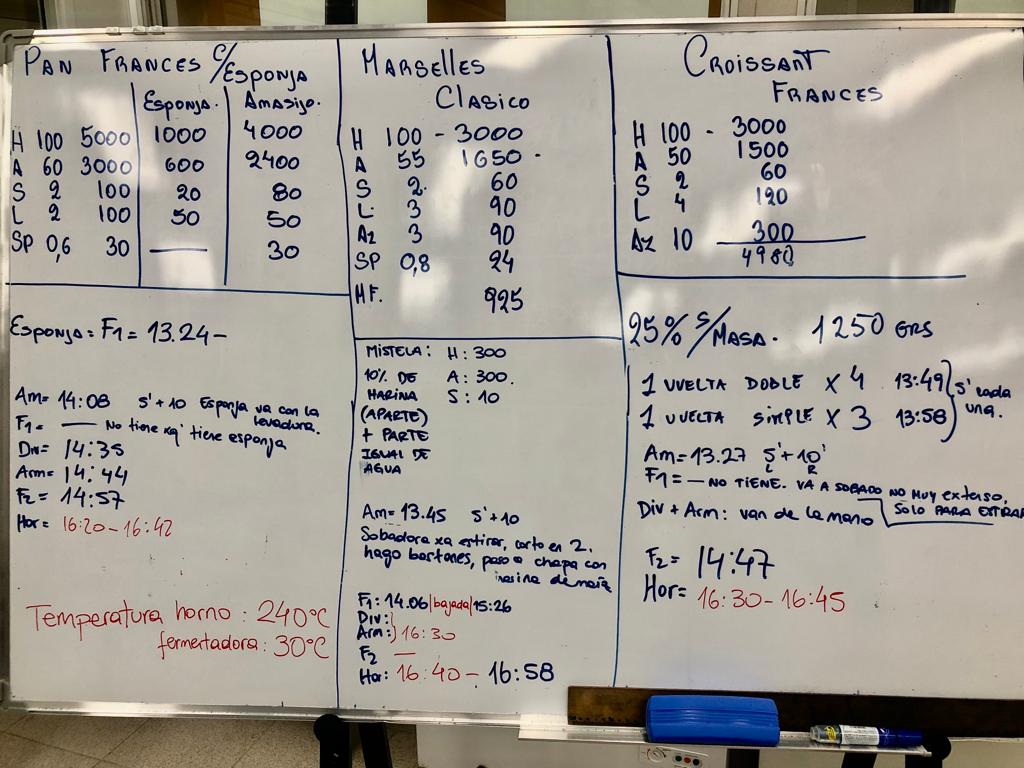 PAN FRANCES C/ESPONJA
ESPONJA. AMASIJO.
H 100 5000 1000 4000
A 60 3000 600 2400
S 2 100 20 80
L 2 100 50 50
SP 0,6 30 — 30
ESPONJA = F1 = 13.24 -
Am = 14:08 5'+10 Esponja va con la levadura.
F1 = — No tiene xq' tiene esponja
Div = 14:35
Arm = 14:44
F2 = 14:57
Hor = 16:20 - 16:42
Temperatura horno : 240°C
fermentadora : 30°C
MARSELLES
CLASICO
H 100 - 3000
A 55 1650.
S 2. 60
L 3 90
AZ 3 90
SP 0,8 24
MF. 925
MISTELA : H : 300
10% DE A : 300.
HARINA S : 10
(APARTE)
+ PARTE
IGUAL DE
AGUA
Am = 13.45 5'+10
Sobadora xa estirar, corto en 2.
hago bastones, paso a chapa con
harina de maíz
F1 : 14.06 |bajada| 15:26
Div :}
Arm :} 16:30
F2 —
Hor : 16:40 - 16:58
CROISSANT
FRANCES
H 100 - 3000
A 50 1500
S 2 60
L 4 120
AZ 10 300
4980
25% S/MASA. 1250 GRS
1 VUELTA DOBLE X 4 13:49 } 5' cada
1 VUELTA SIMPLE X 3 13:58 } una.
Am = 13.27 5'+10'
L R
F1 = — NO TIENE. VA A SOBADO NO MUY extenso,
SOLO PARA ESTIRAR
Div + Arm : van de la mano
F2 = 14:47
Hor = 16:30 - 16:45